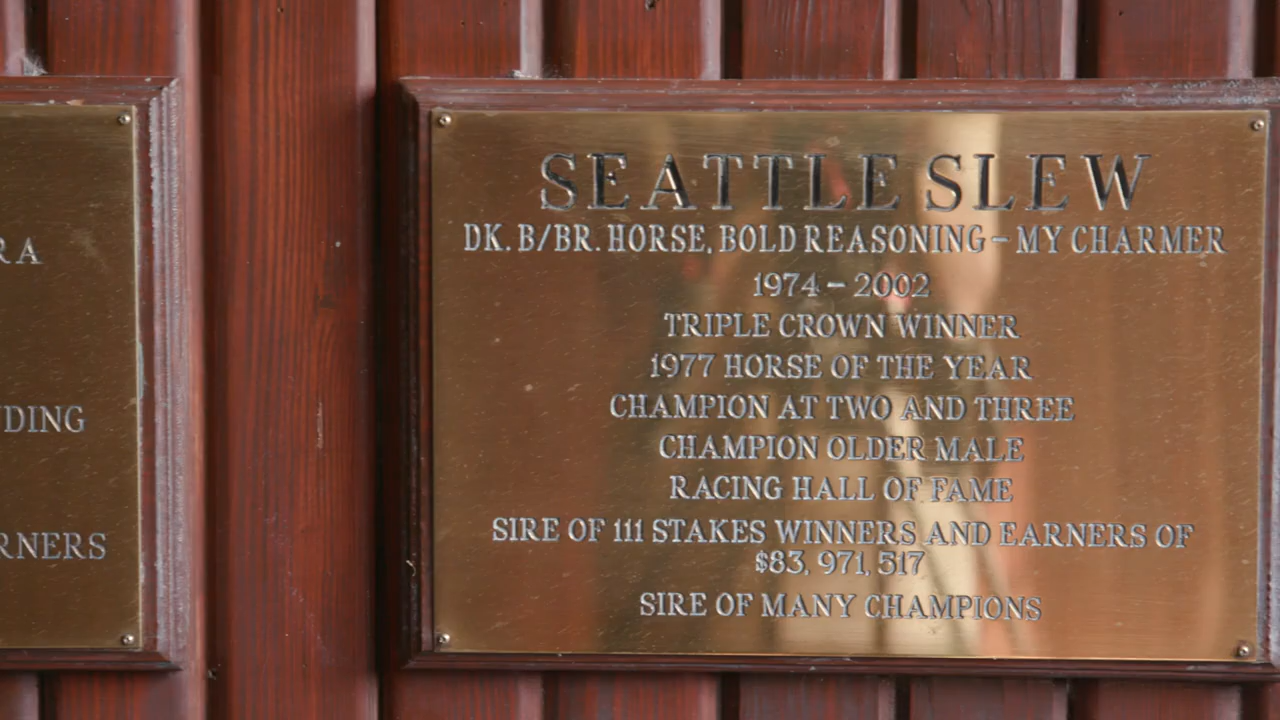 RA
DING
RNERS
SEATTLE SLEW
DK. B/BR. HORSE, BOLD REASONING – MY CHARMER
1974 – 2002
TRIPLE CROWN WINNER
1977 HORSE OF THE YEAR
CHAMPION AT TWO AND THREE
CHAMPION OLDER MALE
RACING HALL OF FAME
SIRE OF 111 STAKES WINNERS AND EARNERS OF
$83, 971, 517
SIRE OF MANY CHAMPIONS